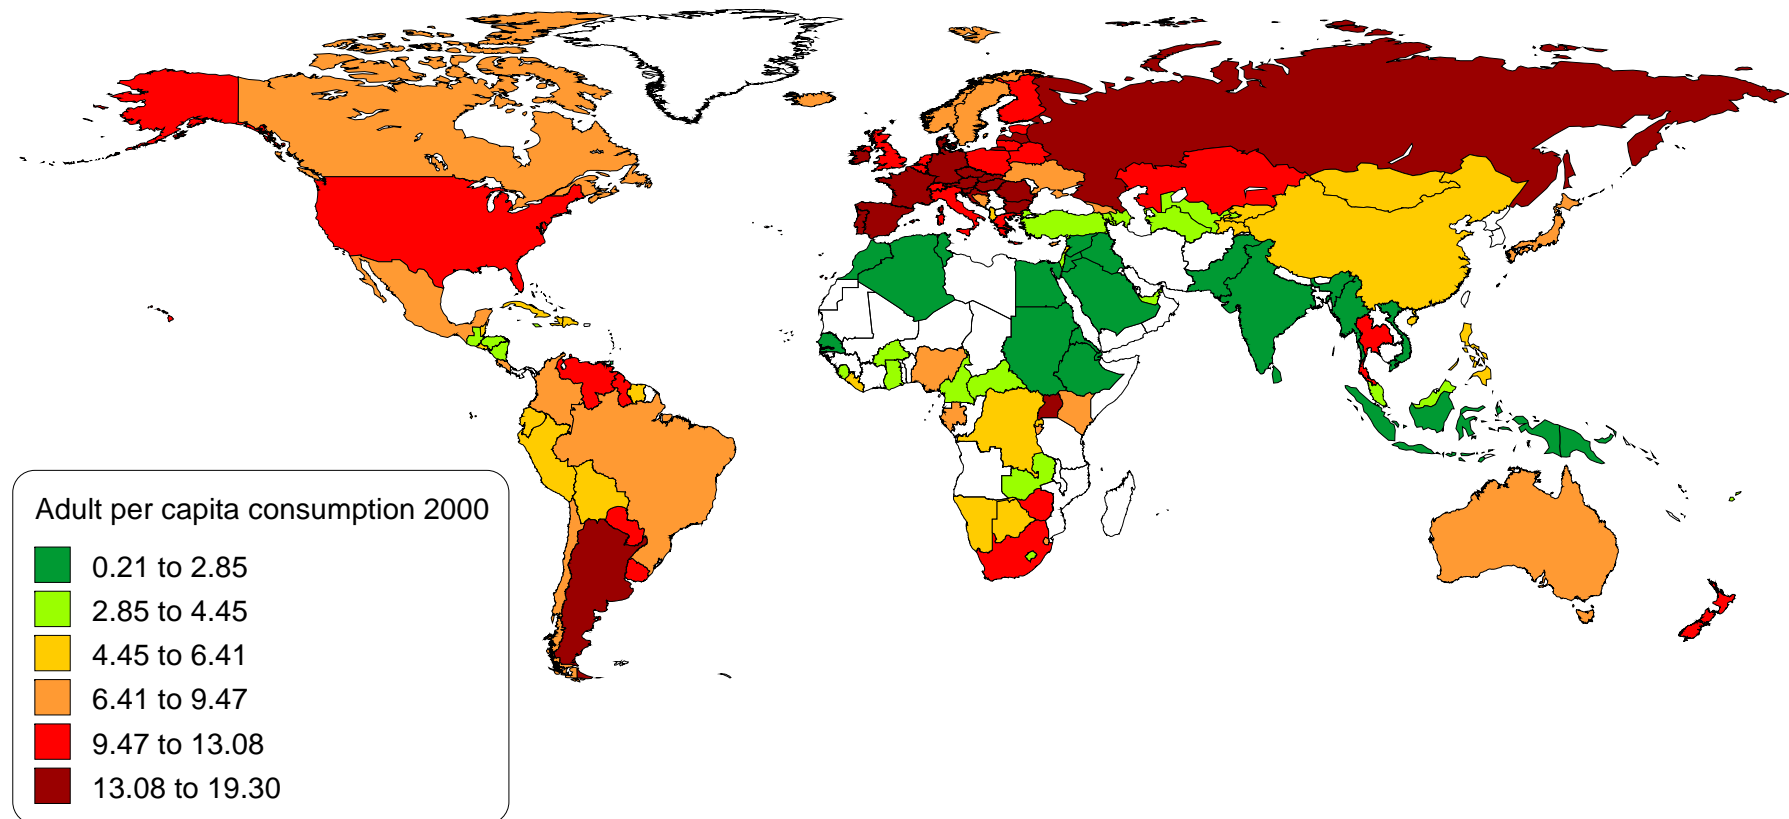 Adult per capita consumption 2000
0.21 to 2.85
2.85 to 4.45
4.45 to 6.41
6.41 to 9.47
9.47 to 13.08
13.08 to 19.30